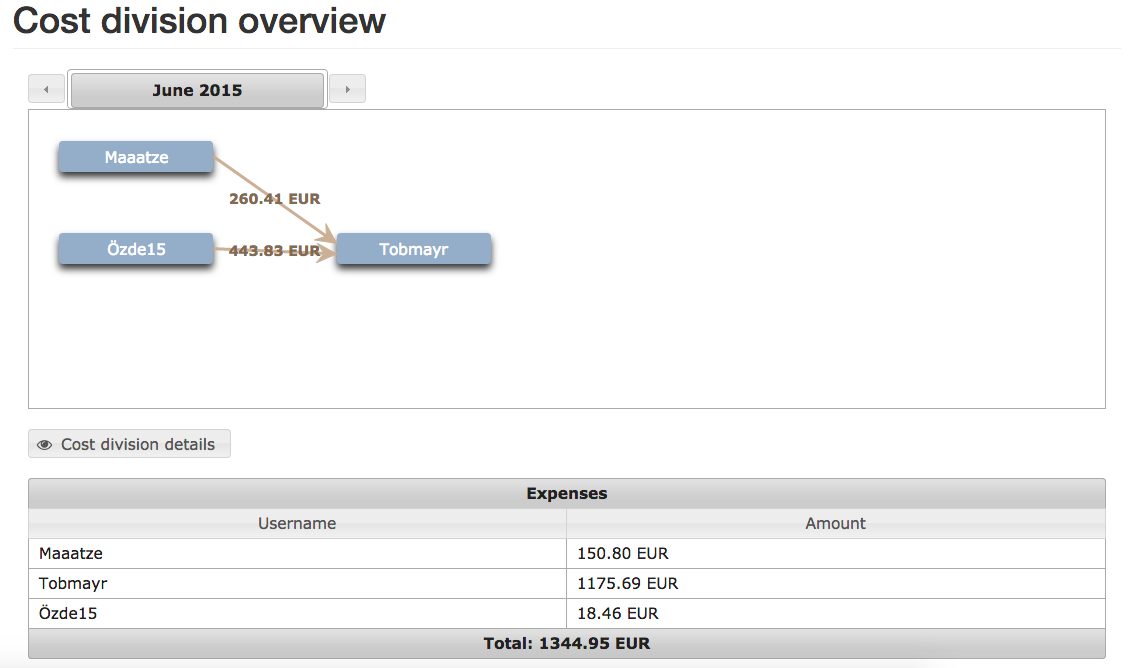 Cost division overview
June 2015
Maaatze
260.41 EUR
Özde15
443.83 EUR
Tobmayr
Cost division details
Expenses
Username Amount
Maaatze 150.80 EUR
Tobmayr 1175.69 EUR
Özde15 18.46 EUR
Total: 1344.95 EUR